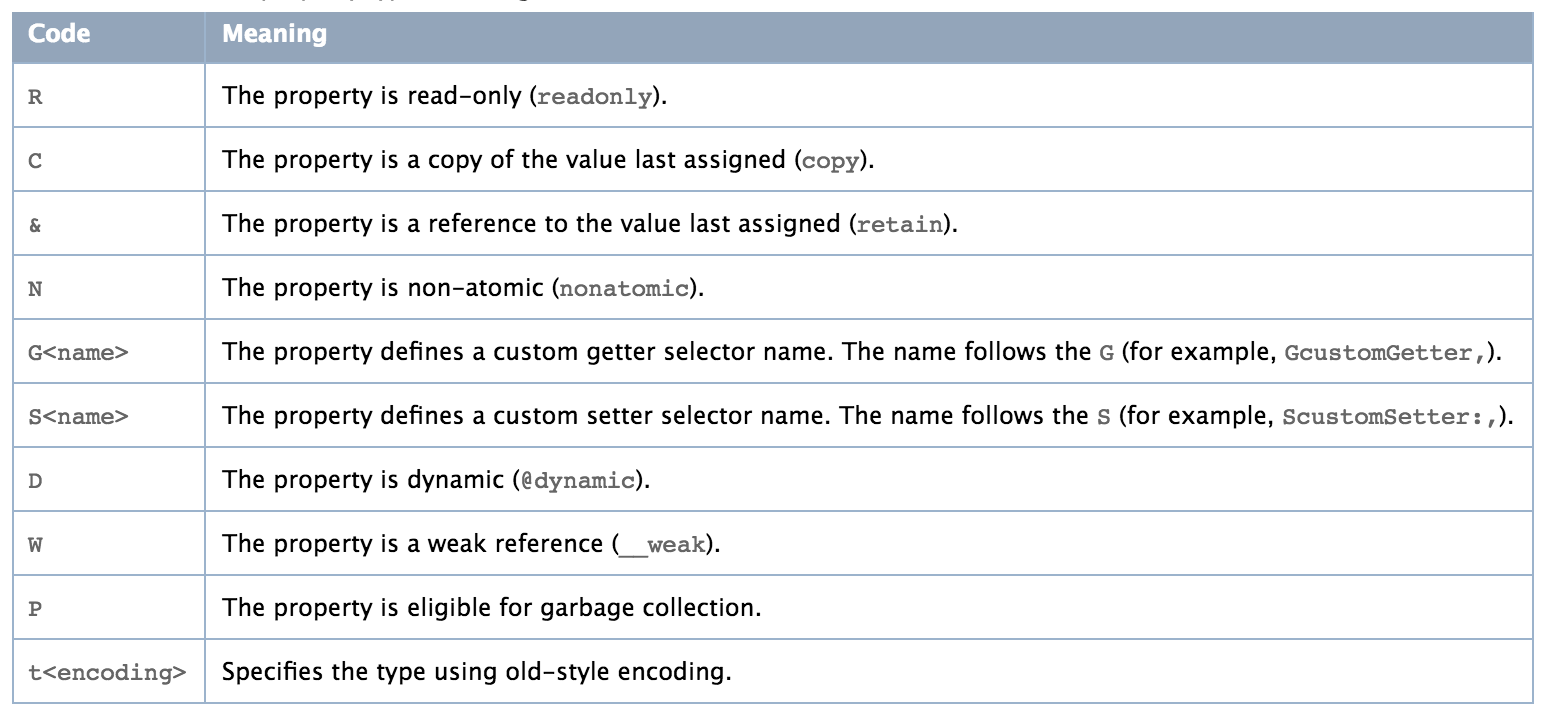 Code Meaning
R The property is read-only (readonly).
C The property is a copy of the value last assigned (copy).
& The property is a reference to the value last assigned (retain).
N The property is non-atomic (nonatomic).
G<name> The property defines a custom getter selector name. The name follows the G (for example, GcustomGetter,).
S<name> The property defines a custom setter selector name. The name follows the S (for example, ScustomSetter:,).
D The property is dynamic (@dynamic).
W The property is a weak reference (__weak).
P The property is eligible for garbage collection.
t<encoding> Specifies the type using old-style encoding.